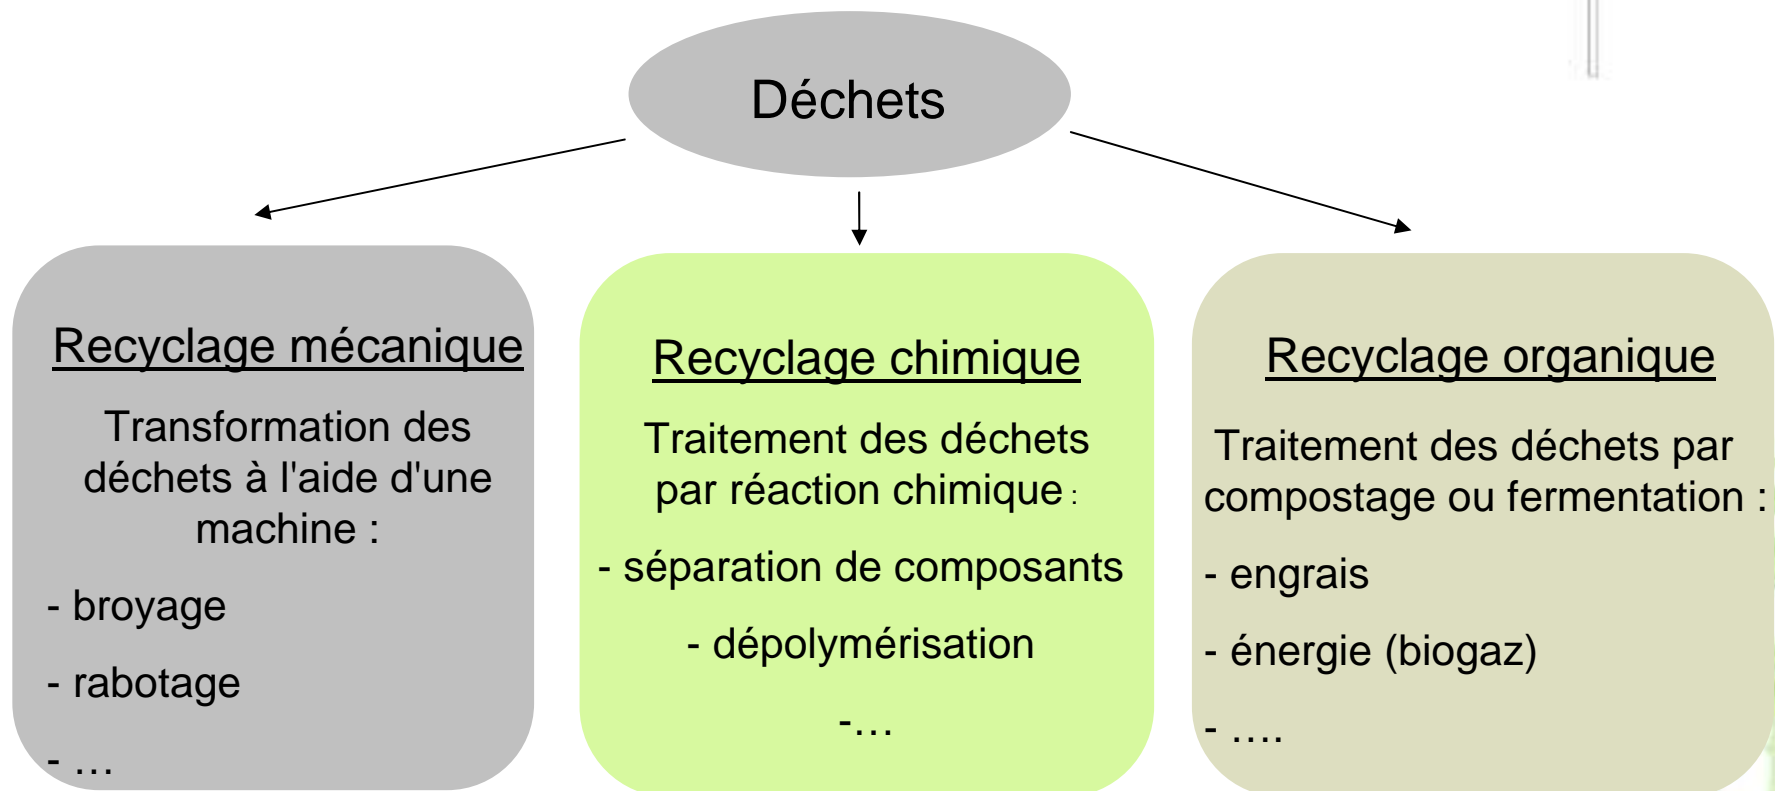 Déchets
Recyclage mécanique
Transformation des
déchets à l'aide d'une
machine :
- broyage
- rabotage
- …
Recyclage chimique
Traitement des déchets
par réaction chimique :
- séparation de composants
- dépolymérisation
-…
Recyclage organique
Traitement des déchets par
compostage ou fermentation :
- engrais
- énergie (biogaz)
- ….